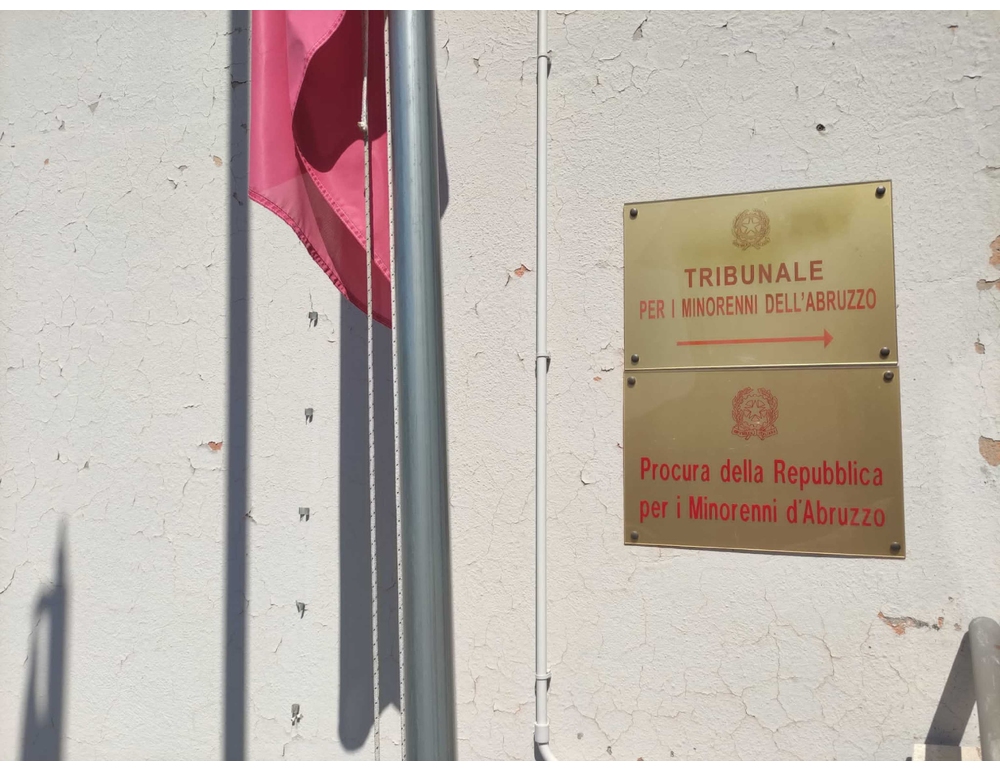 TRIBUNALE
PER I MINORENNI DELL'ABRUZZO
Procura della Repubblica
per i Minorenni d'Abruzzo